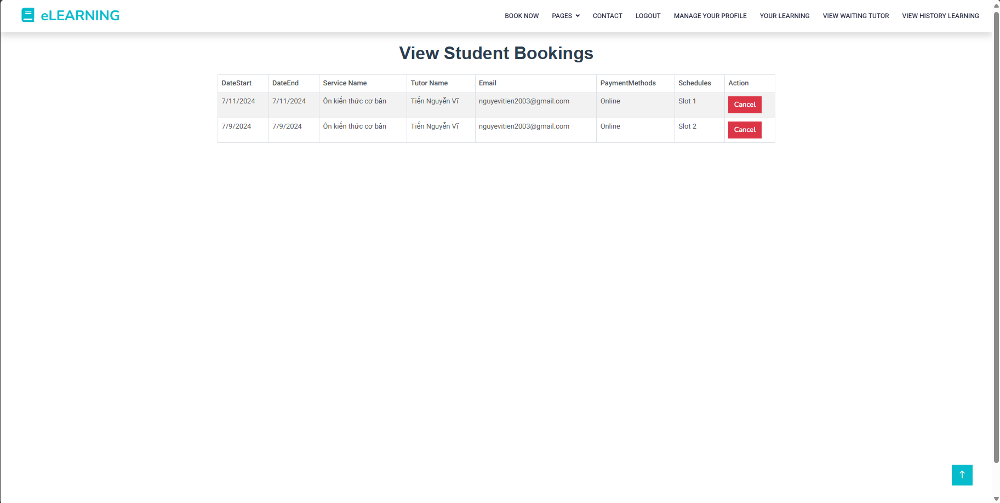 eLEARNING
BOOK NOW PAGES CONTACT LOGOUT MANAGE YOUR PROFILE YOUR LEARNING VIEW WAITING TUTOR VIEW HISTORY LEARNING
View Student Bookings
DateStart DateEnd Service Name Tutor Name Email PaymentMethods Schedules Action
7/11/2024 7/11/2024 Ôn kiến thức cơ bản Tiến Nguyễn Vĩ nguyevitien2003@gmail.com Online Slot 1 Cancel
7/9/2024 7/9/2024 Ôn kiến thức cơ bản Tiến Nguyễn Vĩ nguyevitien2003@gmail.com Online Slot 2 Cancel